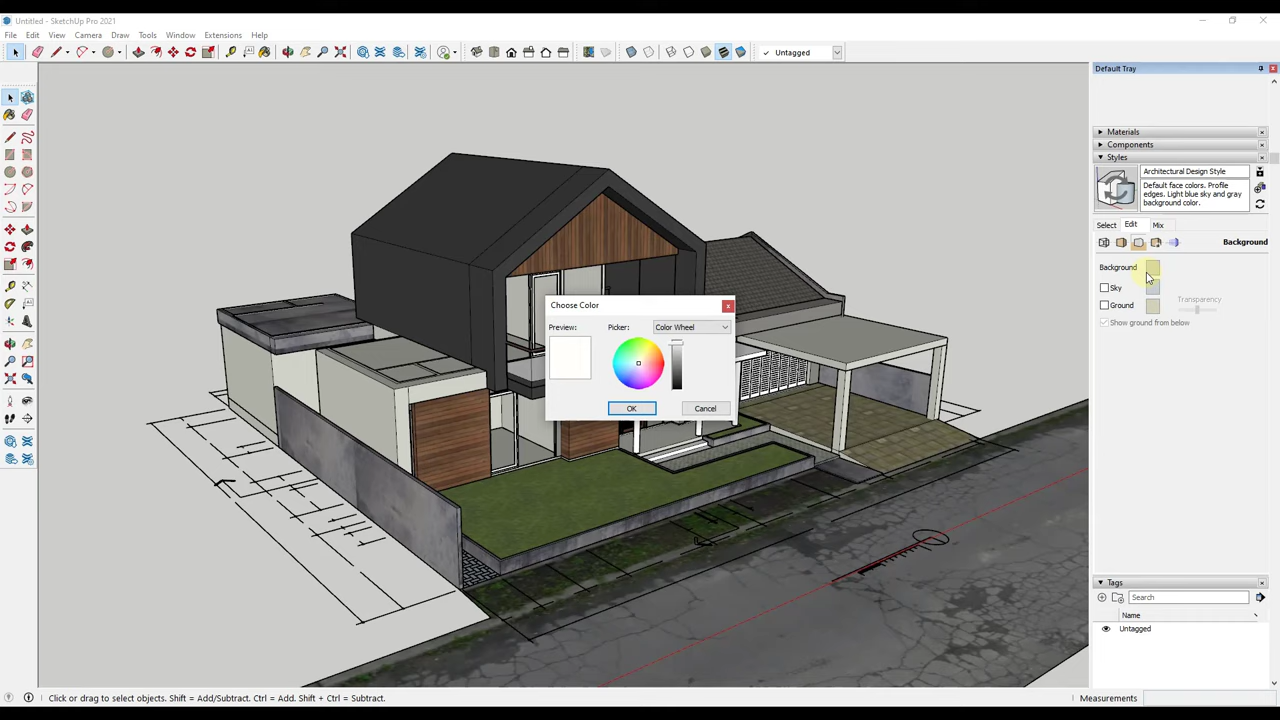 Untitled - SketchUp Pro 2021
File Edit View Camera Draw Tools Window Extensions Help
Untagged
Default Tray
Materials
Components
Styles
Architectural Design Style
Default face colors. Profile
edges. Light blue sky and gray
background color.
Select Edit Mix
Background
Background
Sky
Ground
Transparency
Show ground from below
Choose Color
Preview: Picker: Color Wheel
OK Cancel
Tags
Search
Name
Untagged
Click or drag to select objects. Shift = Add/Subtract. Ctrl = Add. Shift + Ctrl = Subtract.
Measurements